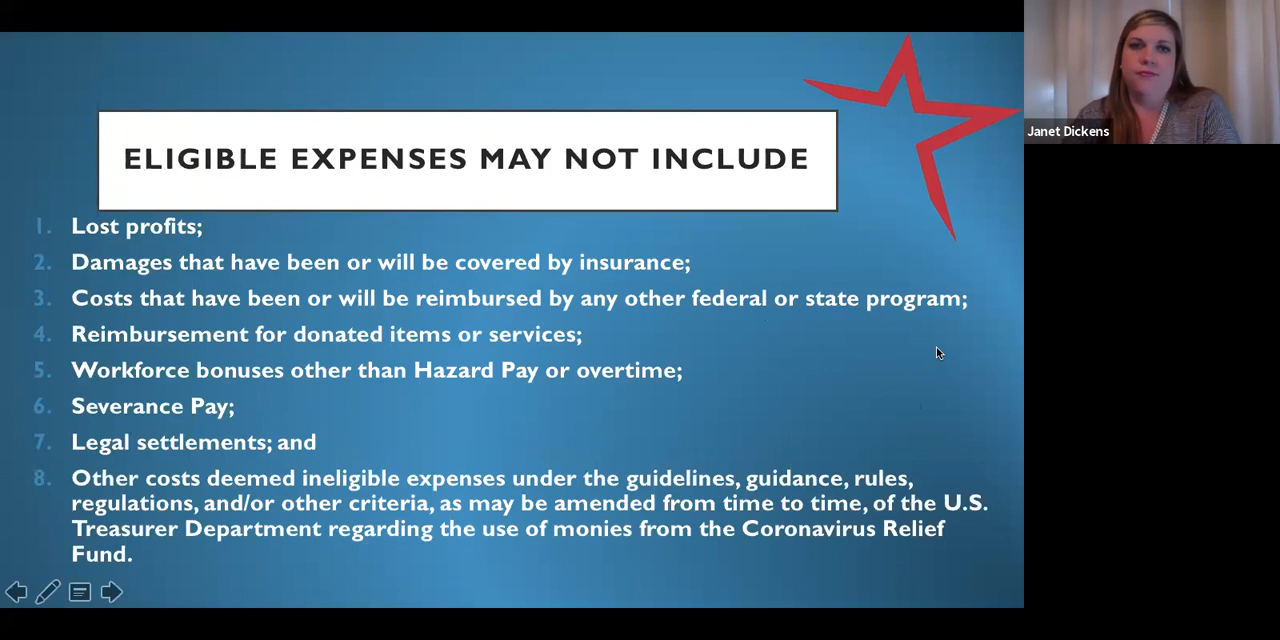 ELIGIBLE EXPENSES MAY NOT INCLUDE
Janet Dickens
1. Lost profits;
2. Damages that have been or will be covered by insurance;
3. Costs that have been or will be reimbursed by any other federal or state program;
4. Reimbursement for donated items or services;
5. Workforce bonuses other than Hazard Pay or overtime;
6. Severance Pay;
7. Legal settlements; and
8. Other costs deemed ineligible expenses under the guidelines, guidance, rules,
regulations, and/or other criteria, as may be amended from time to time, of the U.S.
Treasurer Department regarding the use of monies from the Coronavirus Relief
Fund.